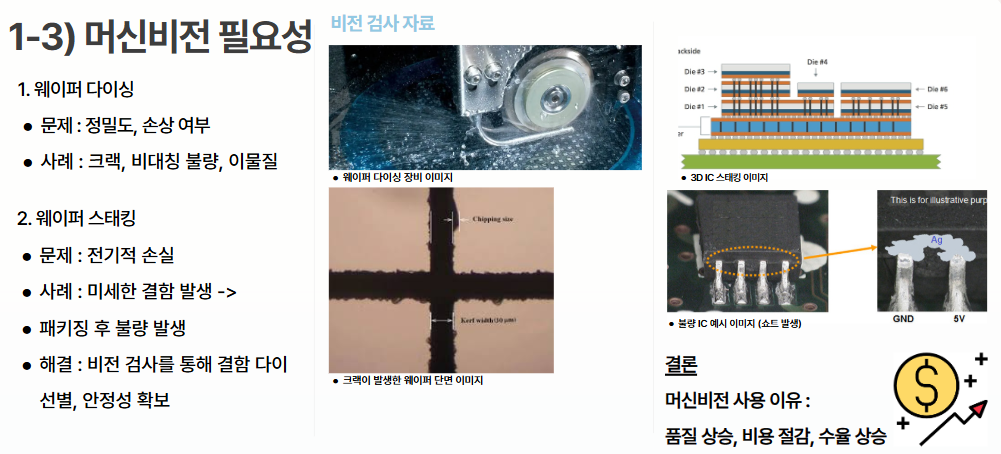 1-3) 머신비전 필요성
1. 웨이퍼 다이싱
● 문제 : 정밀도, 손상 여부
● 사례 : 크랙, 비대칭 불량, 이물질
2. 웨이퍼 스태킹
● 문제 : 전기적 손실
● 사례 : 미세한 결함 발생 ->
● 패키징 후 불량 발생
● 해결 : 비전 검사를 통해 결함 다이
선별, 안정성 확보
비전 검사 자료
● 웨이퍼 다이싱 장비 이미지
Chipping size
Kerf width(30 μm)
● 크랙이 발생한 웨이퍼 단면 이미지
ackside
Die #4
Die #3
Die #2
Die #6
Die #1
Die #5
er
● 3D IC 스태킹 이미지
This is for illustrative purp
Ag
GND 5V
● 불량 IC 예시 이미지 (쇼트 발생)
결론
머신비전 사용 이유 :
품질 상승, 비용 절감, 수율 상승